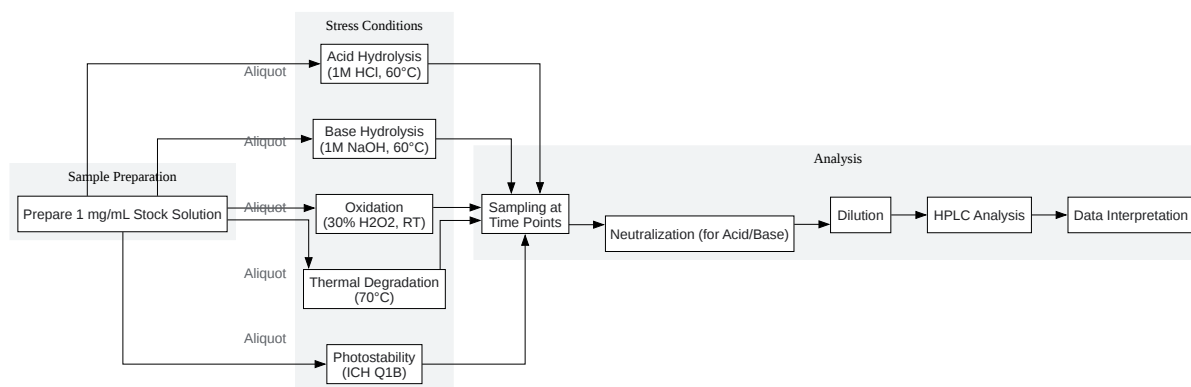 Stress Conditions
Acid Hydrolysis
(1M HCl, 60°C)
Aliquot
Base Hydrolysis
(1M NaOH, 60°C)
Aliquot
Analysis
Sample Preparation
Prepare 1 mg/mL Stock Solution
Aliquot
Oxidation
(30% H2O2, RT)
Sampling at
Time Points
Neutralization (for Acid/Base)
Dilution
HPLC Analysis
Data Interpretation
Aliquot
Thermal Degradation
(70°C)
Aliquot
Photostability
(ICH Q1B)